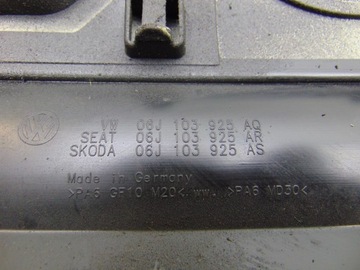 VW 06J 103 925 AQ
SEAT 06J 103 925 AR
SKODA 06J 103 925 AS
Made in Germany
>PA6 GF10 M20<. www. >PA6 MD30<